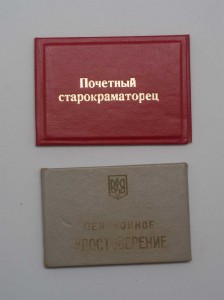 Почетный
старокраматорец
ПЕНСИОННОЕ
УДОСТОВЕРЕНИЕ